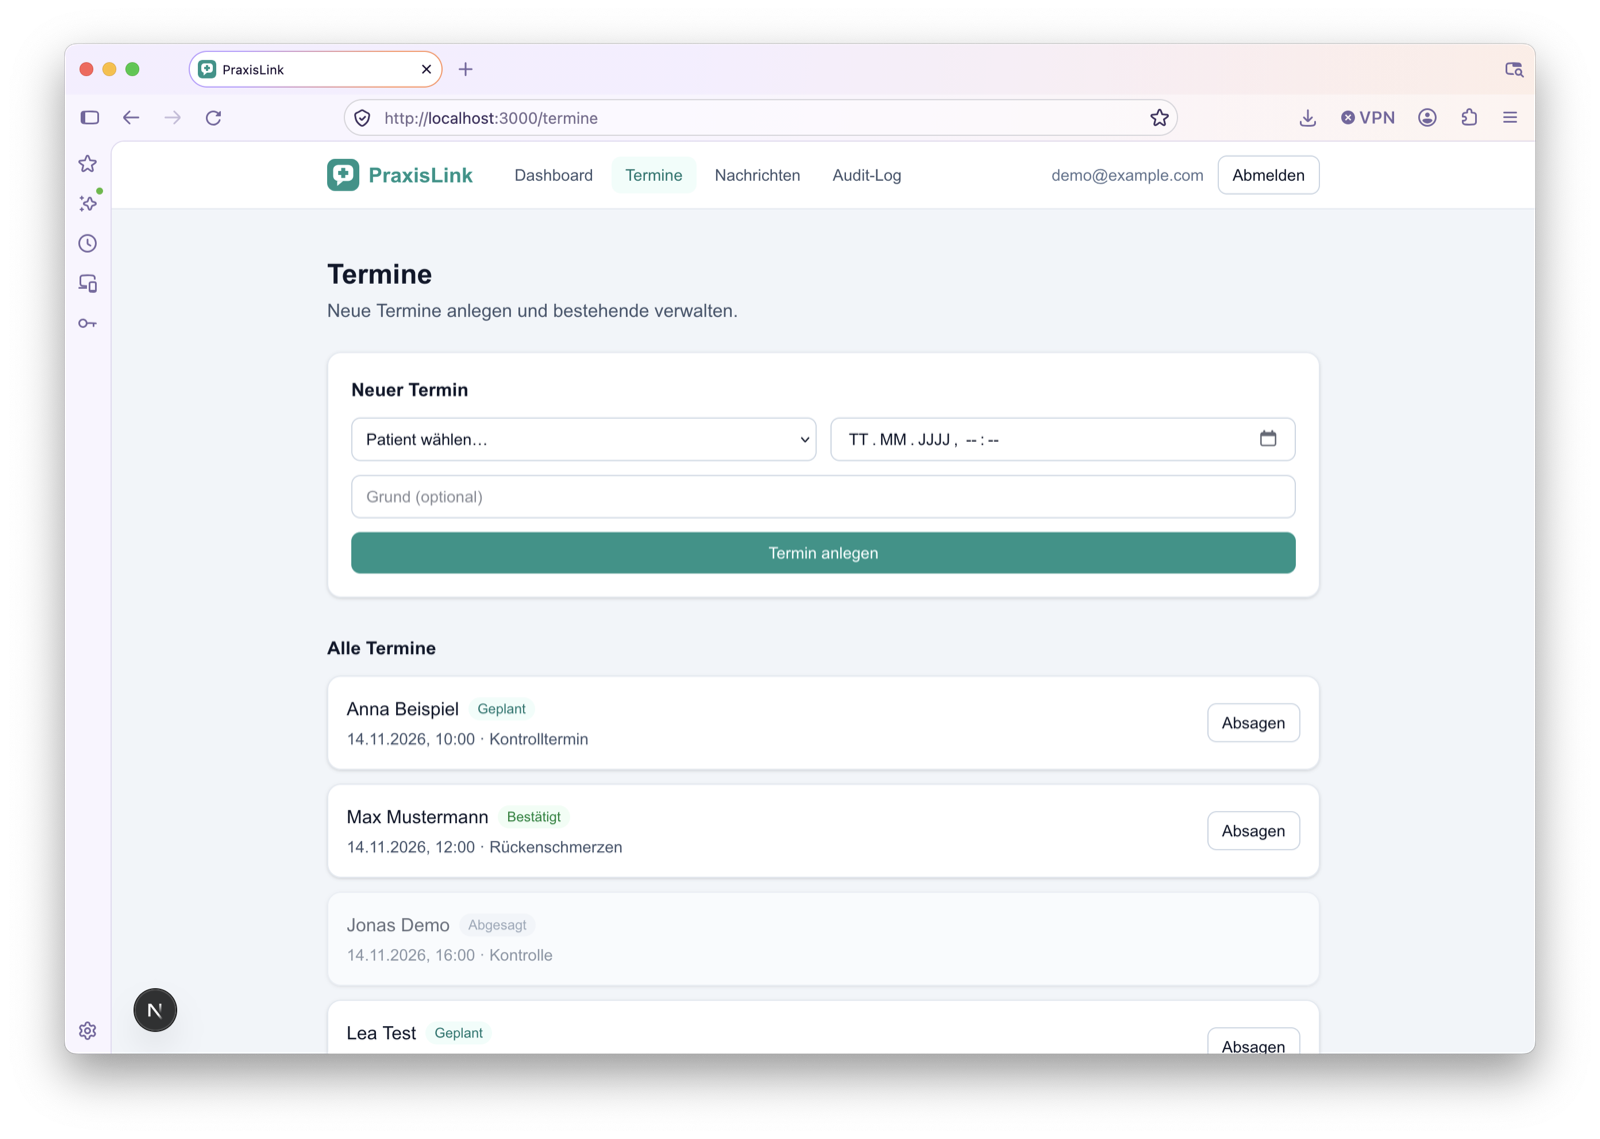 PraxisLink
VPN
http://localhost:3000/termine
PraxisLink Dashboard Termine Nachrichten Audit-Log demo@example.com Abmelden
Termine
Neue Termine anlegen und bestehende verwalten.
Neuer Termin
Patient wählen… TT.MM.JJJJ, --:--
Grund (optional)
Termin anlegen
Alle Termine
Anna Beispiel Geplant
14.11.2026, 10:00 · Kontrolltermin
Absagen
Max Mustermann Bestätigt
14.11.2026, 12:00 · Rückenschmerzen
Absagen
Jonas Demo Abgesagt
14.11.2026, 16:00 · Kontrolle
Lea Test Geplant
Absagen
N